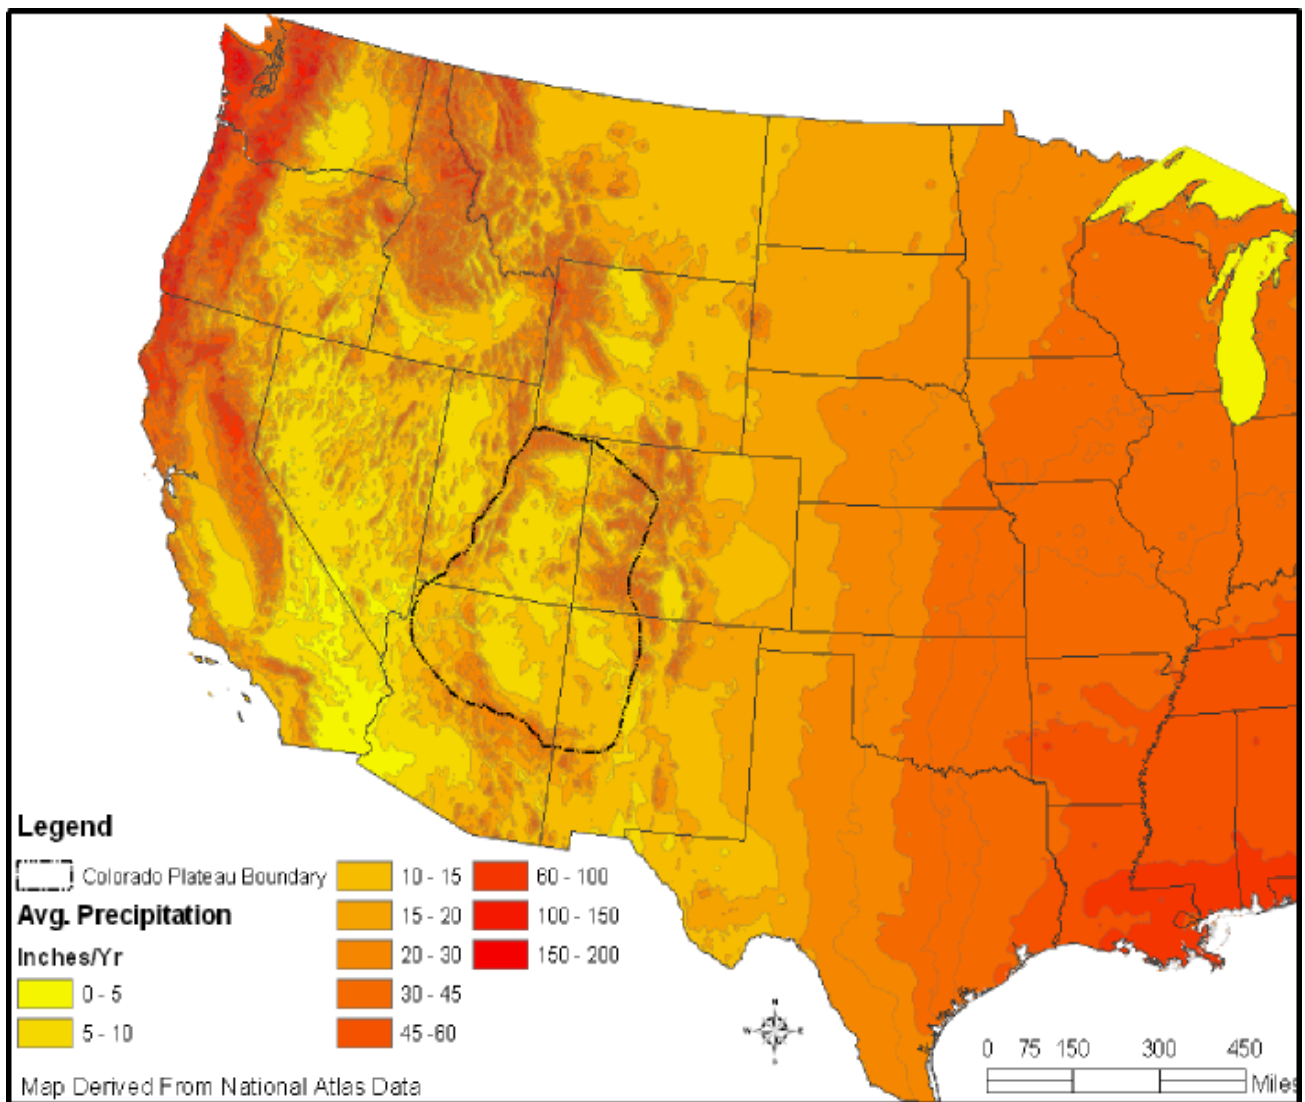 Legend
Colorado Plateau Boundary
Avg. Precipitation
Inches/Yr
0 - 5
5 - 10
10 - 15
15 - 20
20 - 30
30 - 45
45 -60
60 - 100
100 - 150
150 - 200
N
W E
S
0 75 150 300 450
Miles
Map Derived From National Atlas Data